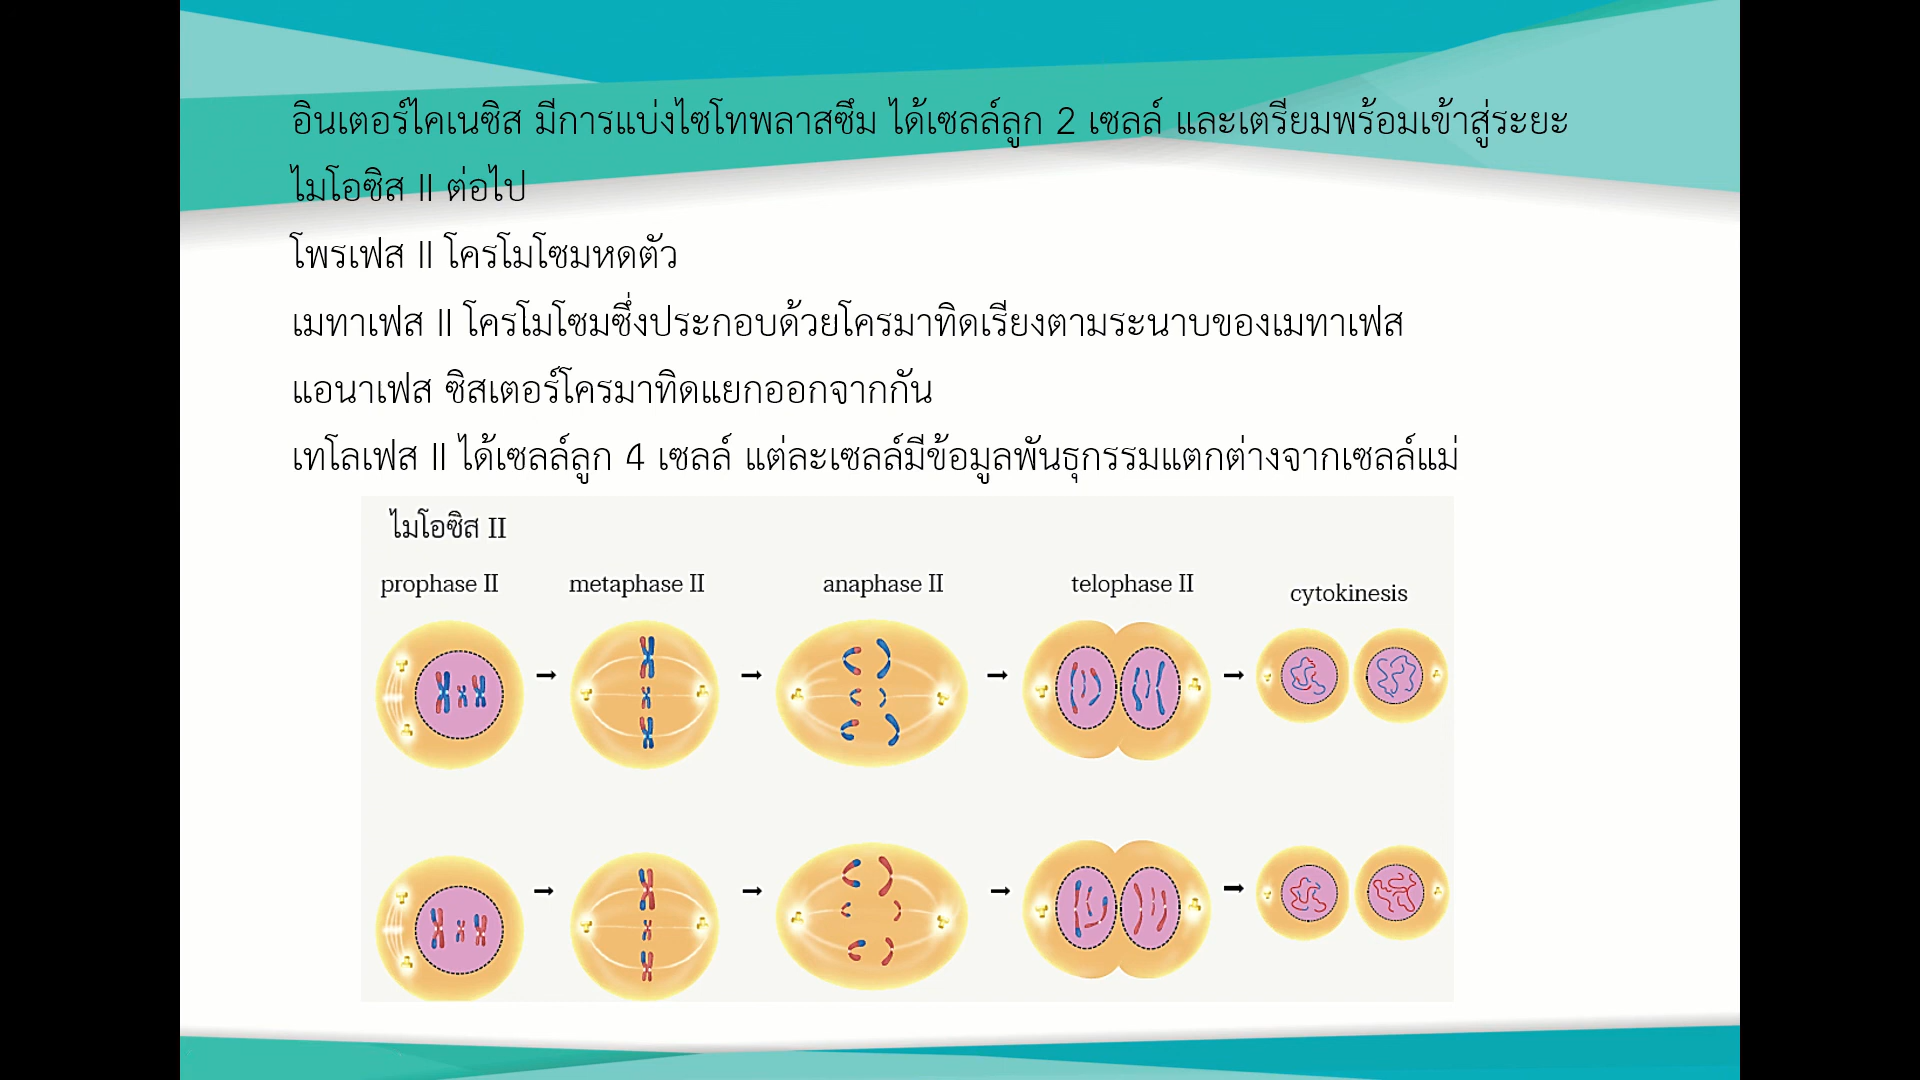 อินเตอร์ไคเนซิส มีการแบ่งไซโทพลาสซึม ได้เซลล์ลูก 2 เซลล์ และเตรียมพร้อมเข้าสู่ระยะ
ไมโอซิส II ต่อไป
โพรเฟส II โครโมโซมหดตัว
เมทาเฟส II โครโมโซมซึ่งประกอบด้วยโครมาทิดเรียงตามระนาบของเมทาเฟส
แอนาเฟส ซิสเตอร์โครมาทิดแยกออกจากกัน
เทโลเฟส II ได้เซลล์ลูก 4 เซลล์ แต่ละเซลล์มีข้อมูลพันธุกรรมแตกต่างจากเซลล์แม่
ไมโอซิส II
prophase II metaphase II anaphase II telophase II cytokinesis